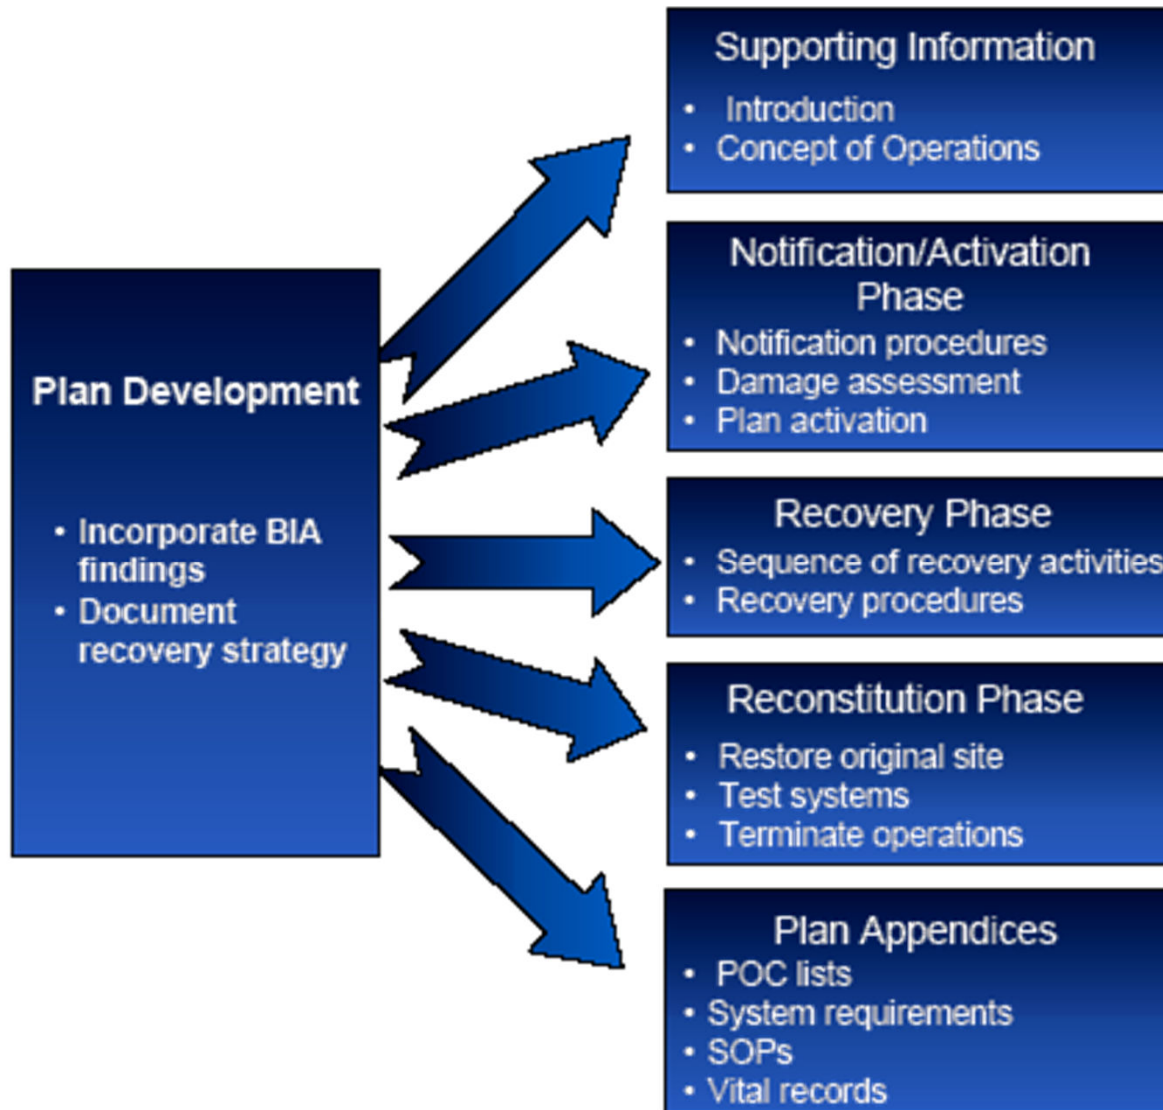 Plan Development
• Incorporate BIA
findings
• Document
recovery strategy
Supporting Information
• Introduction
• Concept of Operations
Notification/Activation
Phase
• Notification procedures
• Damage assessment
• Plan activation
Recovery Phase
• Sequence of recovery activities
• Recovery procedures
Reconstitution Phase
• Restore original site
• Test systems
• Terminate operations
Plan Appendices
• POC lists
• System requirements
• SOPs
• Vital records